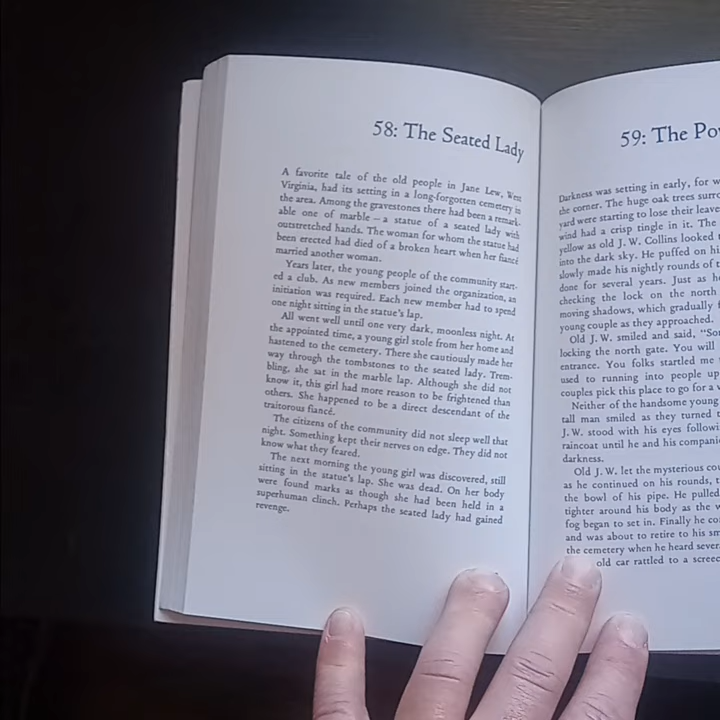 58: The Seated Lady
A favorite tale of the old people in Jane Lew, West
Virginia, had its setting in a long-forgotten cemetery in
the area. Among the gravestones there had been a remark-
able one of marble – a statue of a seated lady with
outstretched hands. The woman for whom the statue had
been erected had died of a broken heart when her fiancé
married another woman.
Years later, the young people of the community start-
ed a club. As new members joined the organization, an
initiation was required. Each new member had to spend
one night sitting in the statue's lap.
All went well until one very dark, moonless night. At
the appointed time, a young girl stole from her home and
hastened to the cemetery. There she cautiously made her
way through the tombstones to the seated lady. Trem-
bling, she sat in the marble lap. Although she did not
know it, this girl had more reason to be frightened than
others. She happened to be a direct descendant of the
traitorous fiancé.
The citizens of the community did not sleep well that
night. Something kept their nerves on edge. They did not
know what they feared.
The next morning the young girl was discovered, still
sitting in the statue's lap. She was dead. On her body
were found marks as though she had been held in a
superhuman clinch. Perhaps the seated lady had gained
revenge.
59: The Po
Darkness was setting in early, for w
the corner. The huge oak trees surro
yard were starting to lose their leave
wind had a crisp tingle in it. The
yellow as old J. W. Collins looked
into the dark sky. He puffed on hi
slowly made his nightly rounds of t
done for several years. Just as he
checking the lock on the north
moving shadows, which gradually f
young couple as they approached.
Old J. W. smiled and said, "Sor
locking the north gate. You will
entrance. You folks startled me
used to running into people up
couples pick this place to go for a w
Neither of the handsome young
tall man smiled as they turned t
J. W. stood with his eyes followi
raincoat until he and his compani
darkness.
Old J. W. let the mysterious cou
as he continued on his rounds, t
the bowl of his pipe. He pulled
tighter around his body as the w
fog began to set in. Finally he co
and was about to retire to his sm
the cemetery when he heard sever
old car rattled to a screec